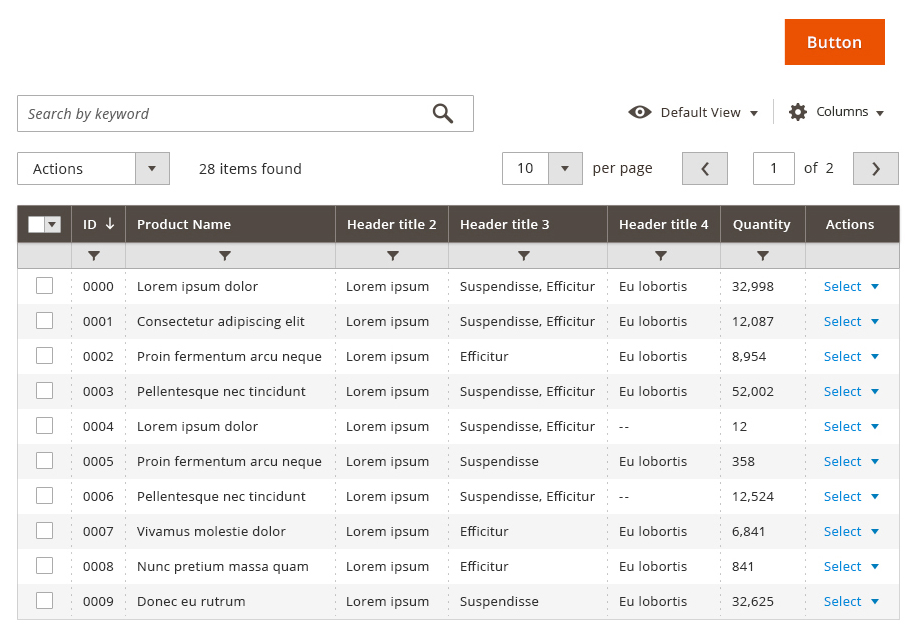 Button
Search by keyword Default View Columns
Actions 28 items found 10 per page 1 of 2
ID Product Name Header title 2 Header title 3 Header title 4 Quantity Actions
0000 Lorem ipsum dolor Lorem ipsum Suspendisse, Efficitur Eu lobortis 32,998 Select
0001 Consectetur adipiscing elit Lorem ipsum Suspendisse, Efficitur Eu lobortis 12,087 Select
0002 Proin fermentum arcu neque Lorem ipsum Efficitur Eu lobortis 8,954 Select
0003 Pellentesque nec tincidunt Lorem ipsum Suspendisse, Efficitur Eu lobortis 52,002 Select
0004 Lorem ipsum dolor Lorem ipsum Suspendisse, Efficitur -- 12 Select
0005 Proin fermentum arcu neque Lorem ipsum Suspendisse Eu lobortis 358 Select
0006 Pellentesque nec tincidunt Lorem ipsum Suspendisse, Efficitur -- 12,524 Select
0007 Vivamus molestie dolor Lorem ipsum Efficitur Eu lobortis 6,841 Select
0008 Nunc pretium massa quam Lorem ipsum Efficitur Eu lobortis 841 Select
0009 Donec eu rutrum Lorem ipsum Suspendisse Eu lobortis 32,625 Select